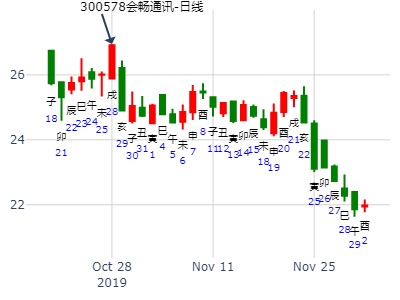 300578会畅通讯-日线
26
24
22
子
18
卯
21
辰
22
巳
23
午
24
未
25
戌
28
亥
29
子
30
丑
31
寅
1
巳
4
午
5
未
6
申
7
酉
8
子
11
丑
12
寅
13
卯
14
辰
15
未
18
申
19
酉
20
戌
21
亥
22
寅
25
卯
26
辰
27
巳
28
午
29
酉
2
Oct 28
2019
Nov 11
Nov 25